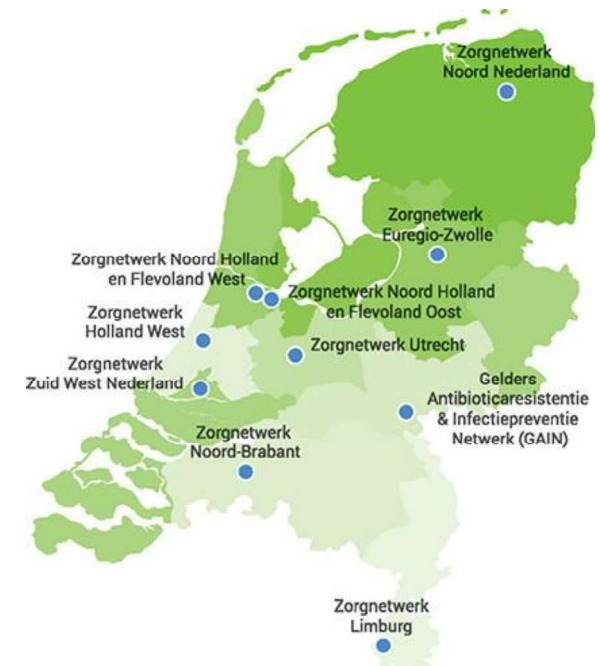 Zorgnetwerk
Noord Nederland
Zorgnetwerk
Euregio-Zwolle
Zorgnetwerk Noord Holland
en Flevoland West
Zorgnetwerk Noord Holland
en Flevoland Oost
Zorgnetwerk
Holland West
Zorgnetwerk Utrecht
Zorgnetwerk
Zuid West Nederland
Gelders
Antibioticaresistentie
& Infectiepreventie
Netwerk (GAIN)
Zorgnetwerk
Noord-Brabant
Zorgnetwerk
Limburg